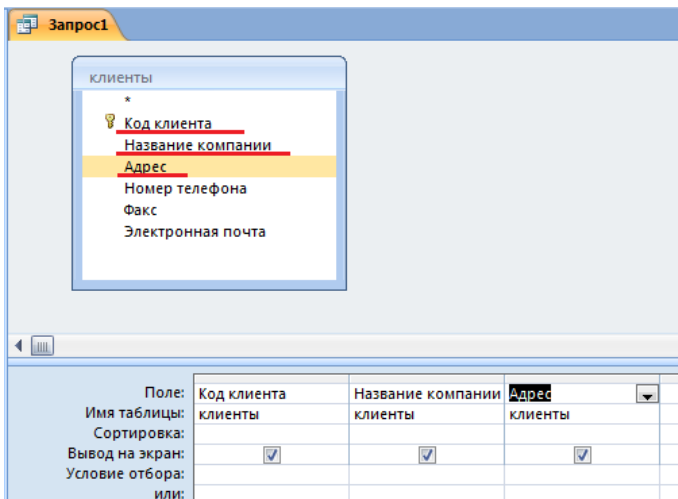 Запрос1
клиенты
*
Код клиента
Название компании
Адрес
Номер телефона
Факс
Электронная почта
Поле: Код клиента Название компании Адрес
Имя таблицы: клиенты клиенты клиенты
Сортировка:
Вывод на экран:
Условие отбора:
или: